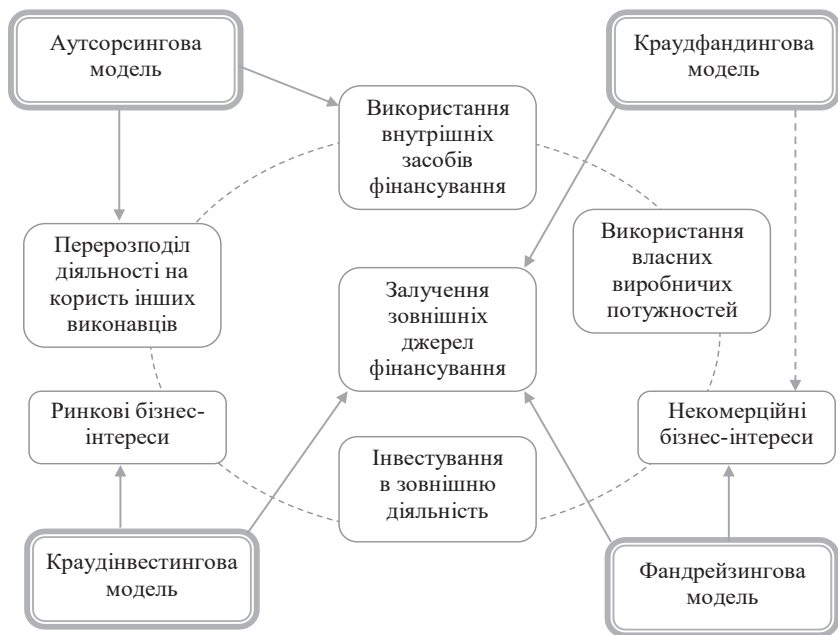 Аутсорсингова
модель
Краудфандингова
модель
Використання
внутрішніх
засобів
фінансування
Перерозподіл
діяльності на
користь інших
виконавців
Залучення
зовнішніх
джерел
фінансування
Використання
власних
виробничих
потужностей
Ринкові бізнес-
інтереси
Інвестування
в зовнішню
діяльність
Некомерційні
бізнес-інтереси
Краудінвестингова
модель
Фандрейзингова
модель